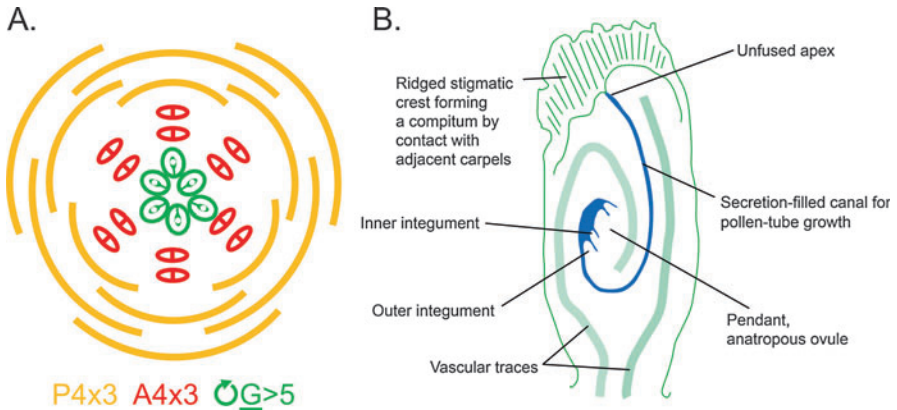 A.
P4x3 A4x3 G>5
B.
Unfused apex
Ridged stigmatic
crest forming
a compitum by
contact with
adjacent carpels
Secretion-filled canal for
pollen-tube growth
Inner integument
Outer integument
Pendant,
anatropous ovule
Vascular traces